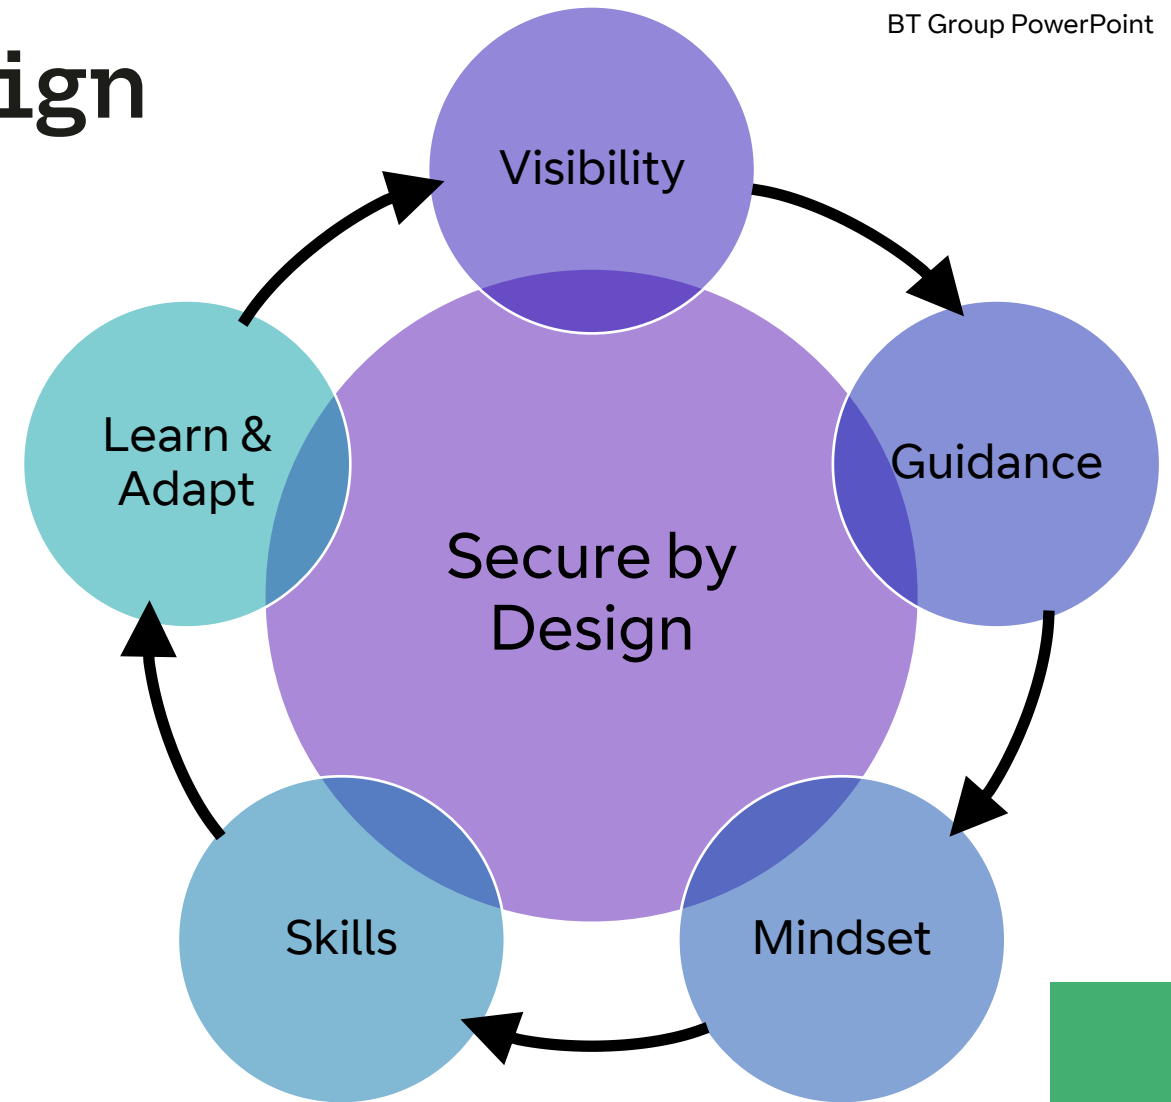 BT Group PowerPoint
ign
Visibility
Learn &
Adapt
Guidance
Secure by
Design
Skills
Mindset